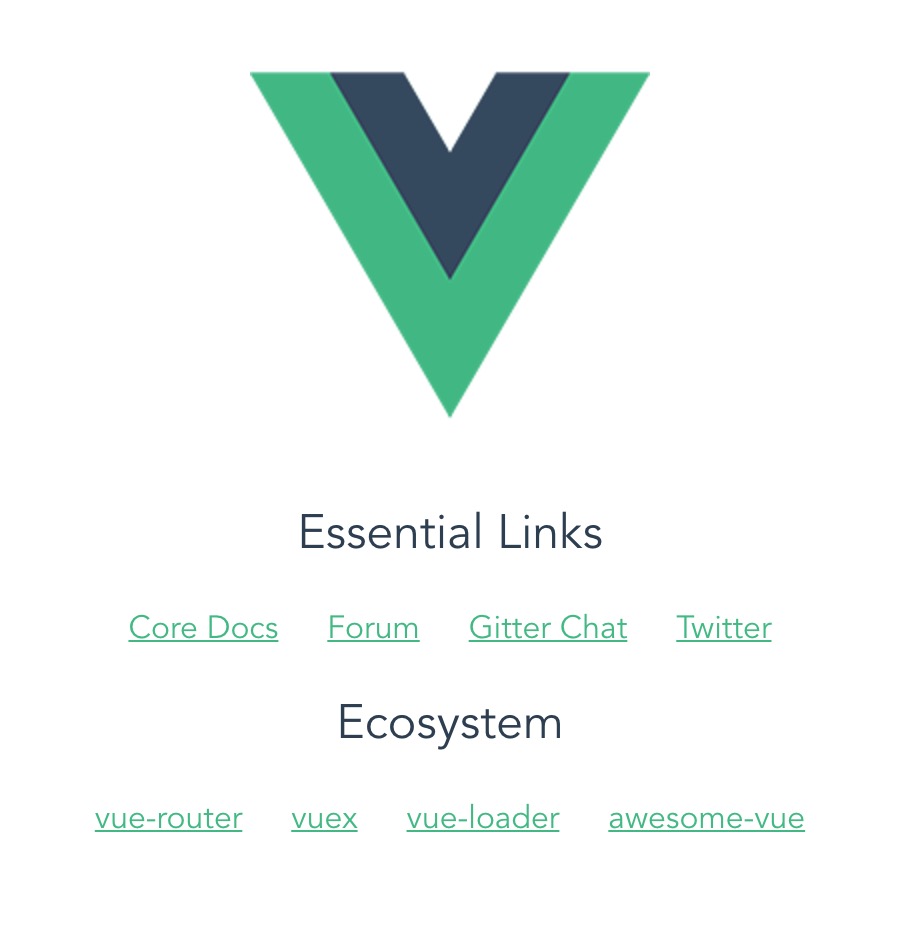 Essential Links
Core Docs Forum Gitter Chat Twitter
Ecosystem
vue-router vuex vue-loader awesome-vue